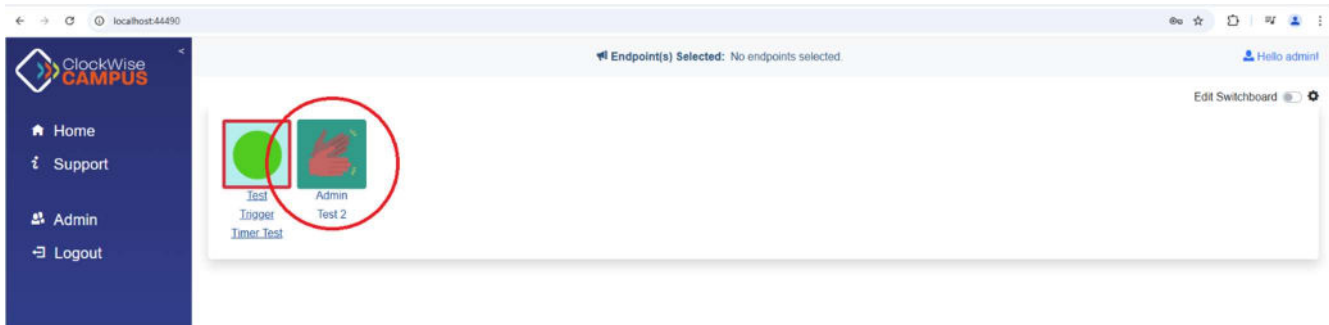 localhost:44490
ClockWise
CAMPUS
<
Endpoint(s) Selected: No endpoints selected.
Hello admin!
Edit Switchboard
Home
Support
Admin
Logout
Test
Trigger
Timer Test
Admin
Test 2